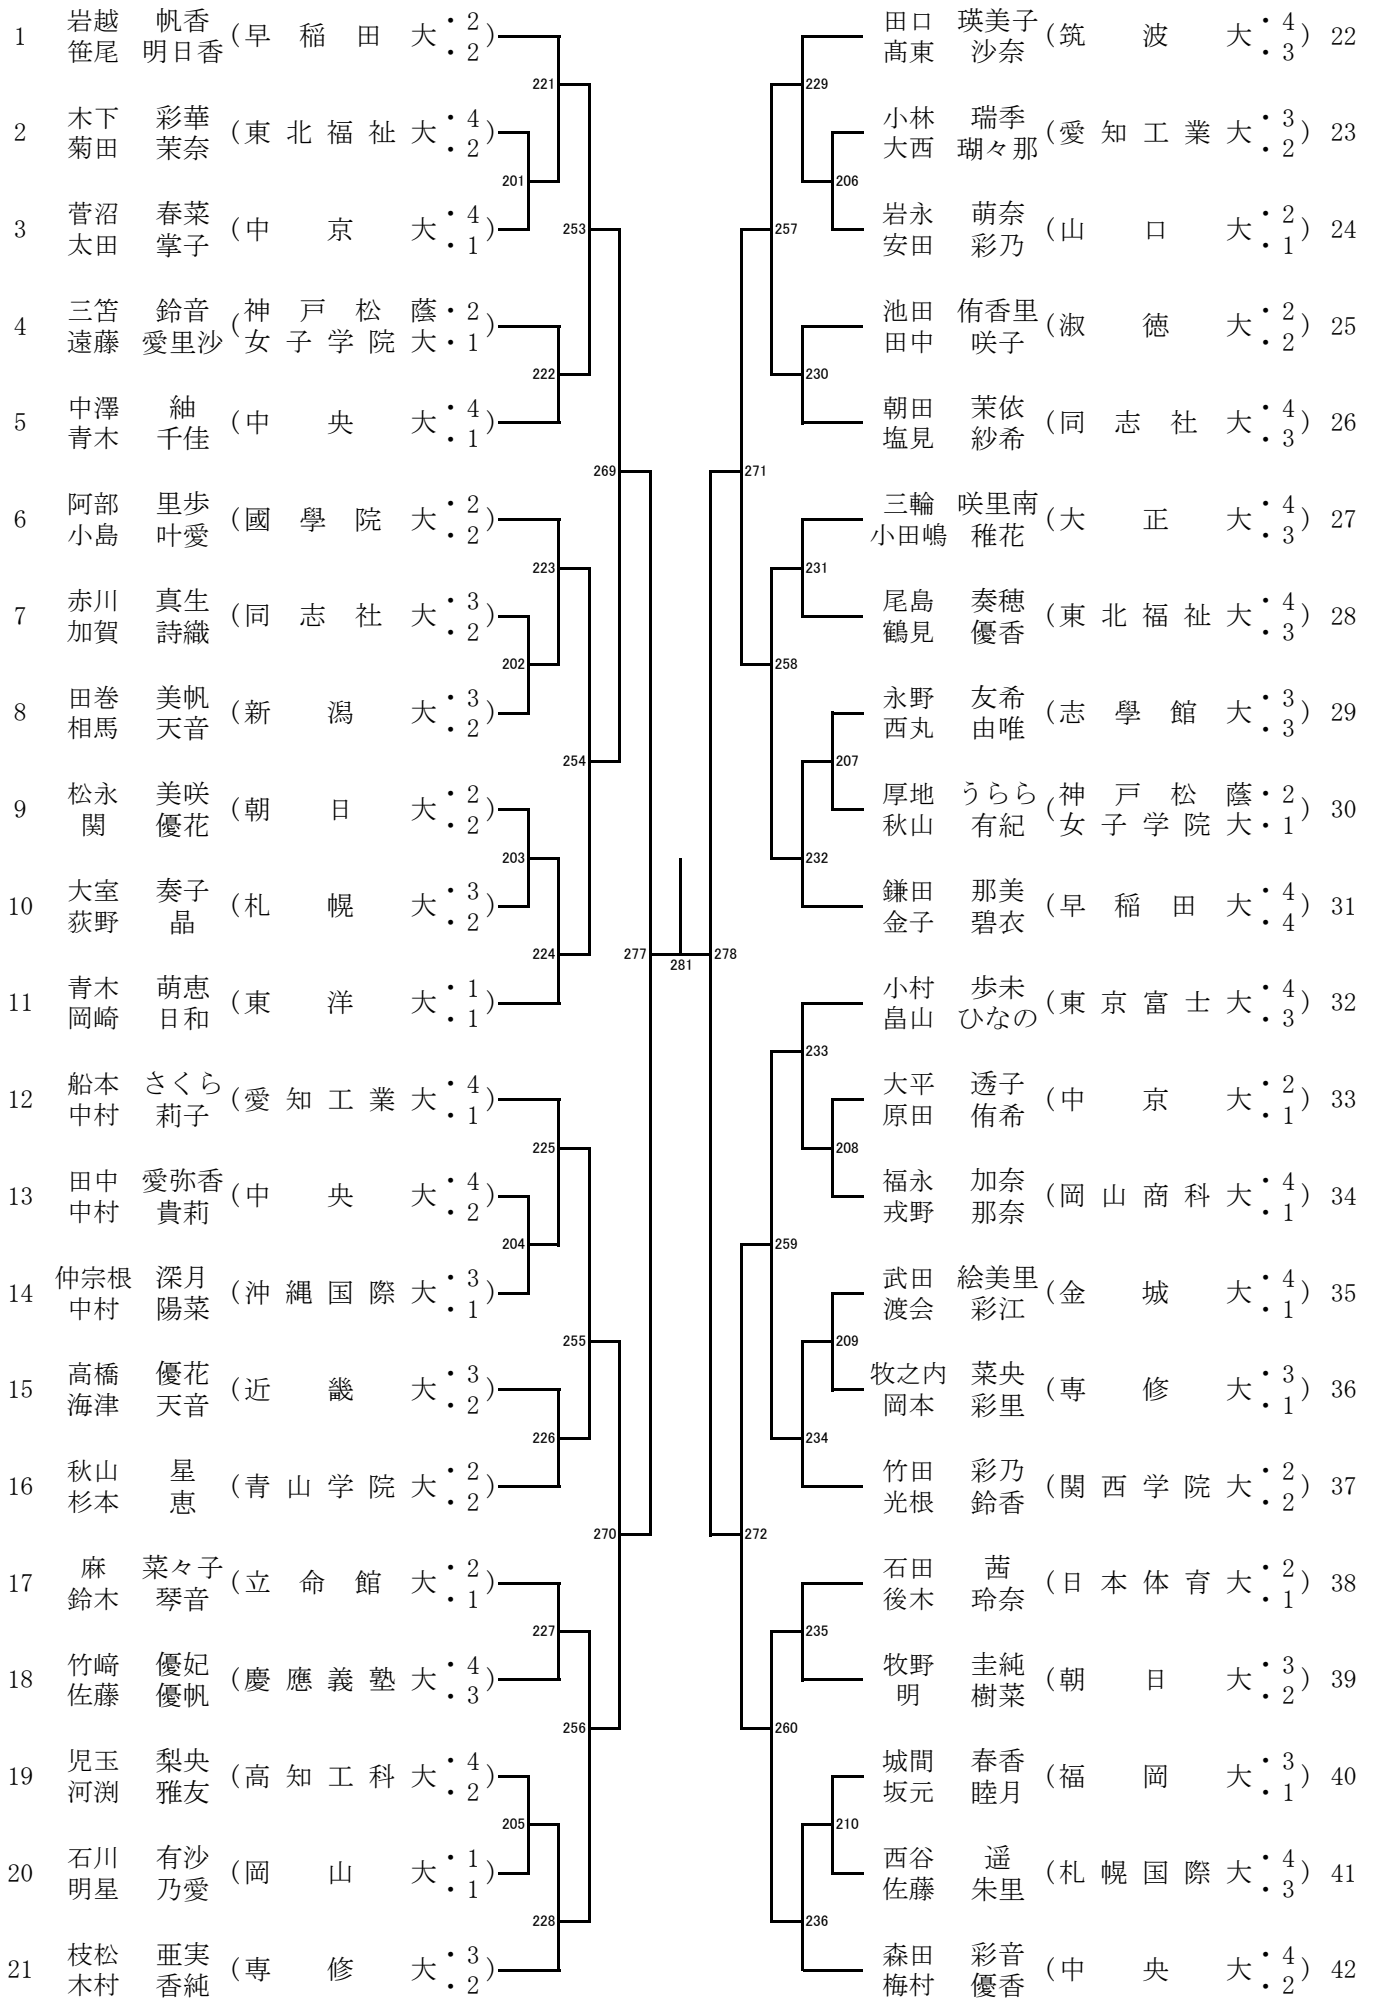 1 岩越 帆香 (早稲田大・2)
笹尾 明日香 ・2
2 木下 彩華 (東北福祉大・4)
菊田 茉奈 ・2
3 菅沼 春菜 (中京大・4)
太田 掌子 ・1
4 三笘 鈴音 (神戸松蔭・2)
遠藤 愛里沙 女子学院大・1
5 中澤 紬 (中央大・4)
青木 千佳 ・1
6 阿部 里歩 (國學院大・2)
小島 叶愛 ・2
7 赤川 真生 (同志社大・3)
加賀 詩織 ・2
8 田巻 美帆 (新潟大・3)
相馬 天音 ・2
9 松永 美咲 (朝日大・2)
関 優花 ・2
10 大室 奏子 (札幌大・3)
荻野 晶 ・2
11 青木 萌恵 (東洋大・1)
岡崎 日和 ・1
12 船本 さくら (愛知工業大・4)
中村 莉子 ・1
13 田中 愛弥香 (中央大・4)
中村 貴莉 ・2
14 仲宗根 深月 (沖縄国際大・3)
中村 陽菜 ・1
15 高橋 優花 (近畿大・3)
海津 天音 ・2
16 秋山 星 (青山学院大・2)
杉本 恵 ・2
17 麻 菜々子 (立命館大・2)
鈴木 琴音 ・1
18 竹﨑 優妃 (慶應義塾大・4)
佐藤 優帆 ・3
19 児玉 梨央 (高知工科大・4)
河渕 雅友 ・2
20 石川 有沙 (岡山大・1)
明星 乃愛 ・1
21 枝松 亜実 (専修大・3)
木村 香純 ・2
221
201
253
222
269
223
202
254
203
224
277
225
204
255
226
270
227
256
205
228
281
229
206
257
230
271
231
258
207
232
278
233
208
259
209
234
272
235
260
210
236
田口 瑛美子 (筑波大・4) 22
髙東 沙奈 ・3
小林 瑞季 (愛知工業大・3) 23
大西 瑚々那 ・2
岩永 萌奈 (山口大・2) 24
安田 彩乃 ・1
池田 侑香里 (淑徳大・2) 25
田中 咲子 ・2
朝田 茉依 (同志社大・4) 26
塩見 紗希 ・3
三輪 咲里南 (大正大・4) 27
小田嶋 稚花 ・3
尾島 奏穂 (東北福祉大・4) 28
鶴見 優香 ・3
永野 友希 (志學館大・3) 29
西丸 由唯 ・3
厚地 うらら (神戸松蔭・2) 30
秋山 有紀 女子学院大・1
鎌田 那美 (早稲田大・4) 31
金子 碧衣 ・4
小村 歩未 (東京富士大・4) 32
畠山 ひなの ・3
大平 透子 (中京大・2) 33
原田 侑希 ・1
福永 加奈 (岡山商科大・4) 34
戎野 那奈 ・1
武田 絵美里 (金城大・4) 35
渡会 彩江 ・1
牧之内 菜央 (専修大・3) 36
岡本 彩里 ・1
竹田 彩乃 (関西学院大・2) 37
光根 鈴香 ・2
石田 茜 (日本体育大・2) 38
後木 玲奈 ・1
牧野 圭純 (朝日大・3) 39
明 樹菜 ・2
城間 春香 (福岡大・3) 40
坂元 睦月 ・1
西谷 遥 (札幌国際大・4) 41
佐藤 朱里 ・3
森田 彩音 (中央大・4) 42
梅村 優香 ・2